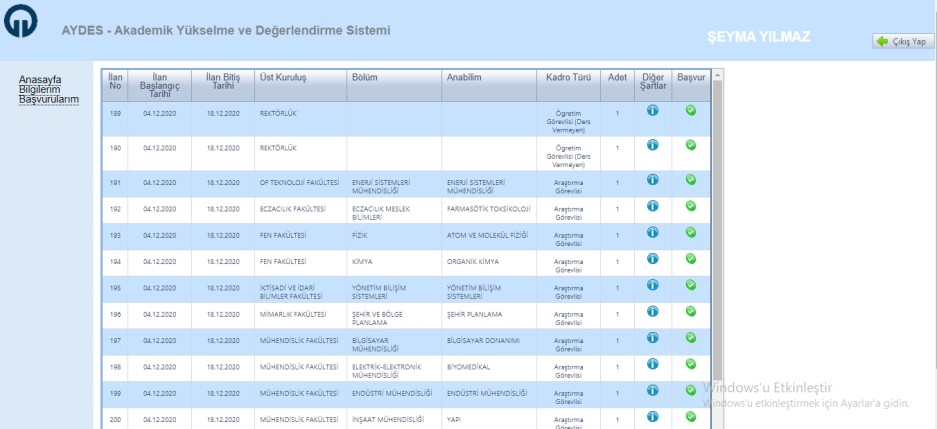 AYDES - Akademik Yükselme ve Değerlendirme Sistemi
ŞEYMA YILMAZ
Çıkış Yap
Anasayfa
Bilgilerim
Başvurularım
İlan No İlan Başlangıç Tarihi İlan Bitiş Tarihi Üst Kuruluş Bölüm Anabilim Kadro Türü Adet Diğer Şartlar Başvur
189 04.12.2020 18.12.2020 REKTÖRLÜK Öğretim Görevlisi (Ders Vermeyen) 1
190 04.12.2020 18.12.2020 REKTÖRLÜK Öğretim Görevlisi (Ders Vermeyen) 1
191 04.12.2020 18.12.2020 OF TEKNOLOJİ FAKÜLTESİ ENERJİ SİSTEMLERİ MÜHENDİSLİĞİ ENERJİ SİSTEMLERİ MÜHENDİSLİĞİ Araştırma Görevlisi 1
192 04.12.2020 18.12.2020 ECZACILIK FAKÜLTESİ ECZACILIK MESLEK BİLİMLERİ FARMASÖTİK TOKSİKOLOJİ Araştırma Görevlisi 1
193 04.12.2020 18.12.2020 FEN FAKÜLTESİ FİZİK ATOM VE MOLEKÜL FİZİĞİ Araştırma Görevlisi 1
194 04.12.2020 18.12.2020 FEN FAKÜLTESİ KİMYA ORGANİK KİMYA Araştırma Görevlisi 1
195 04.12.2020 18.12.2020 İKTİSADİ VE İDARİ BİLİMLER FAKÜLTESİ YÖNETİM BİLİŞİM SİSTEMLERİ YÖNETİM BİLİŞİM SİSTEMLERİ Araştırma Görevlisi 1
196 04.12.2020 18.12.2020 MİMARLIK FAKÜLTESİ ŞEHİR VE BÖLGE PLANLAMA ŞEHİR PLANLAMA Araştırma Görevlisi 1
197 04.12.2020 18.12.2020 MÜHENDİSLİK FAKÜLTESİ BİLGİSAYAR MÜHENDİSLİĞİ BİLGİSAYAR DONANIMI Araştırma Görevlisi 1
198 04.12.2020 18.12.2020 MÜHENDİSLİK FAKÜLTESİ ELEKTRİK-ELEKTRONİK MÜHENDİSLİĞİ BİYOMEDİKAL Araştırma Görevlisi 1
199 04.12.2020 18.12.2020 MÜHENDİSLİK FAKÜLTESİ ENDÜSTRİ MÜHENDİSLİĞİ ENDÜSTRİ MÜHENDİSLİĞİ Araştırma Görevlisi 1
200 04.12.2020 18.12.2020 MÜHENDİSLİK FAKÜLTESİ İNŞAAT MÜHENDİSLİĞİ YAPI Araştırma Görevlisi 1
Windows'u Etkinleştir
Windows'u etkinleştirmek için Ayarlar'a gidin.